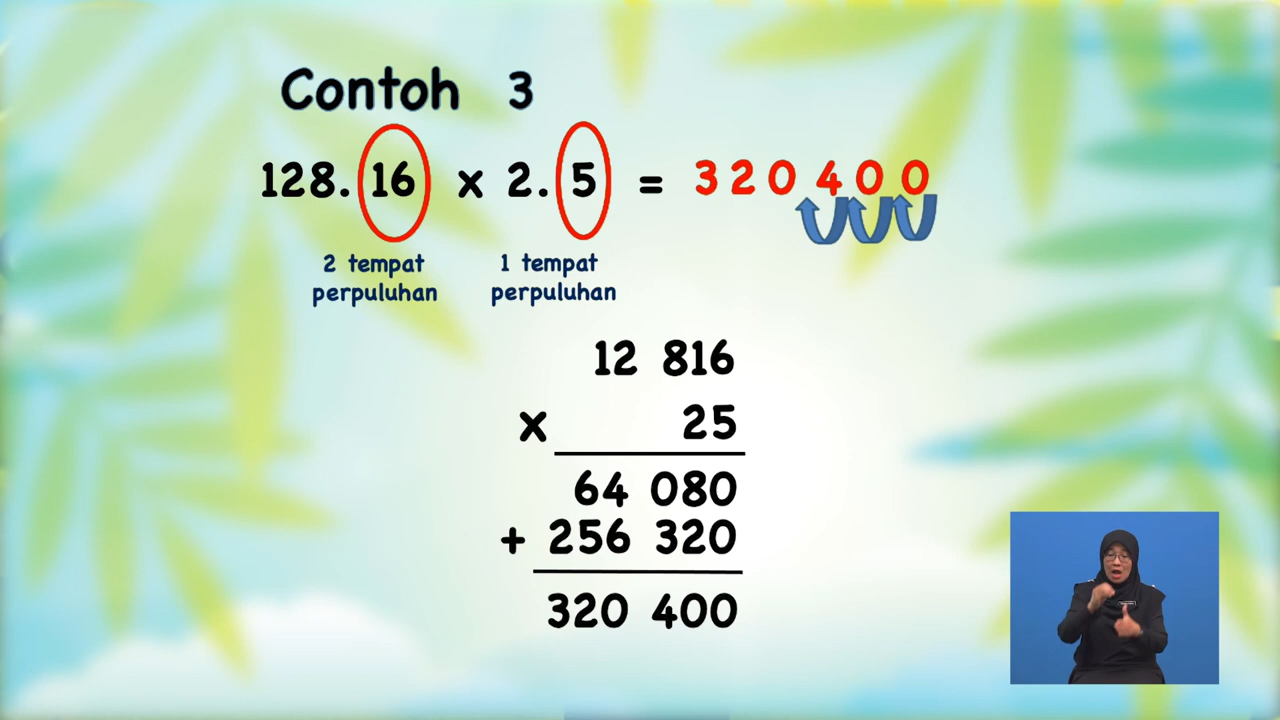 Contoh 3
128.16 x 2.5 = 320400
2 tempat perpuluhan
1 tempat perpuluhan
12 816
x 25
64 080
+ 256 320
320 400